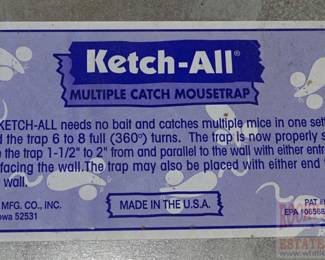 Ketch-All®
MULTIPLE CATCH MOUSETRAP
KETCH-ALL needs no bait and catches multiple mice in one
the trap 6 to 8 full (360°) turns. The trap is now properly
the trap 1-1/2" to 2" from and parallel to the wall with either
facing the wall. The trap may also be placed with either end
wall.
MFG. CO., INC.
52531
MADE IN THE U.S.A.
PAT
EPA
ESTATE
www.